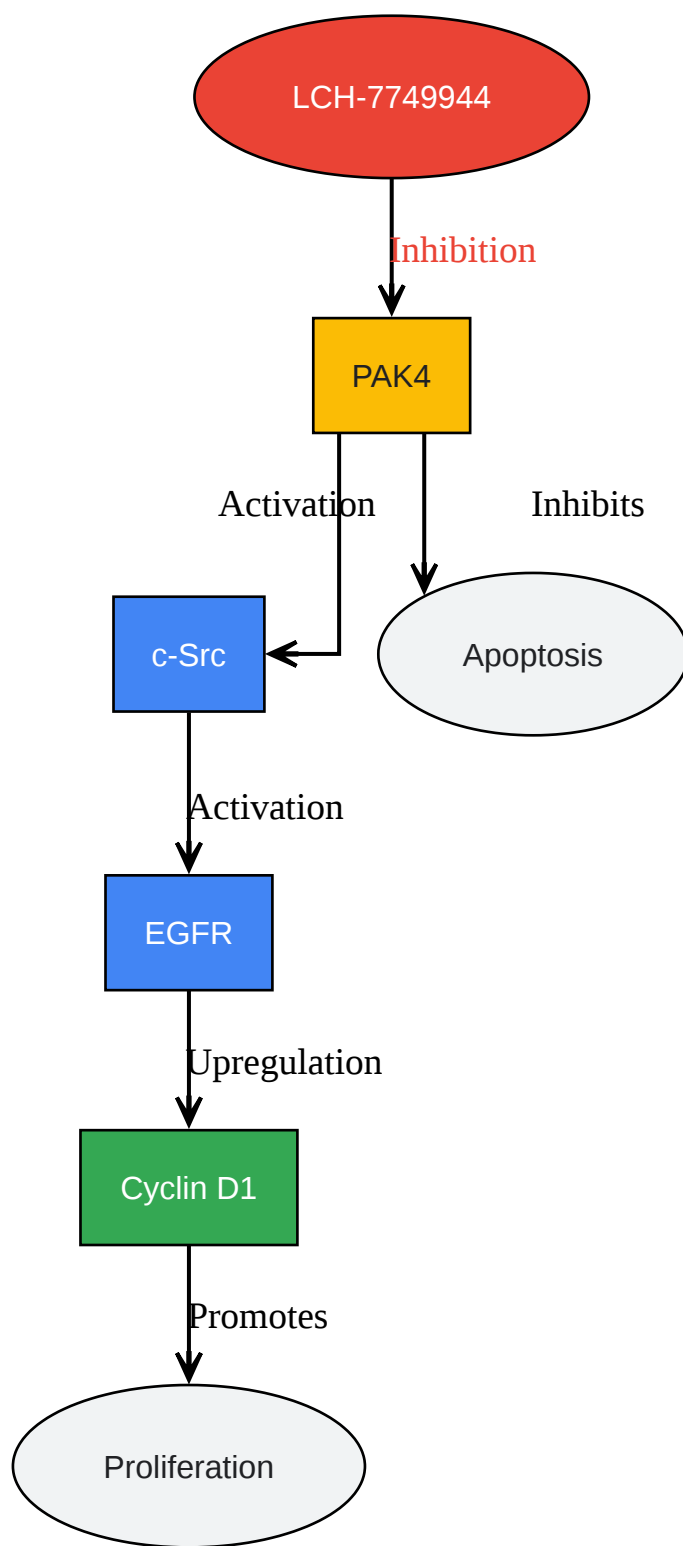 LCH-7749944
Inhibition
PAK4
Activation
Inhibits
c-Src
Apoptosis
Activation
EGFR
Upregulation
Cyclin D1
Promotes
Proliferation